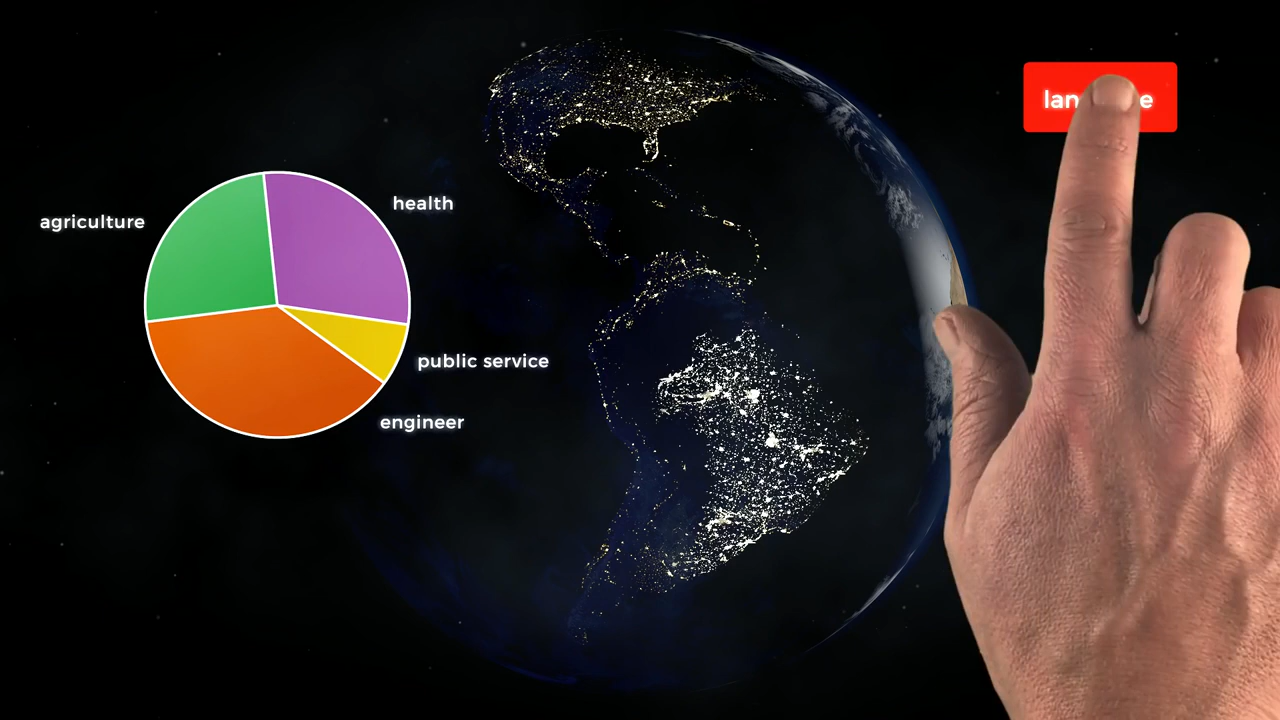 health
agriculture
public service
engineer